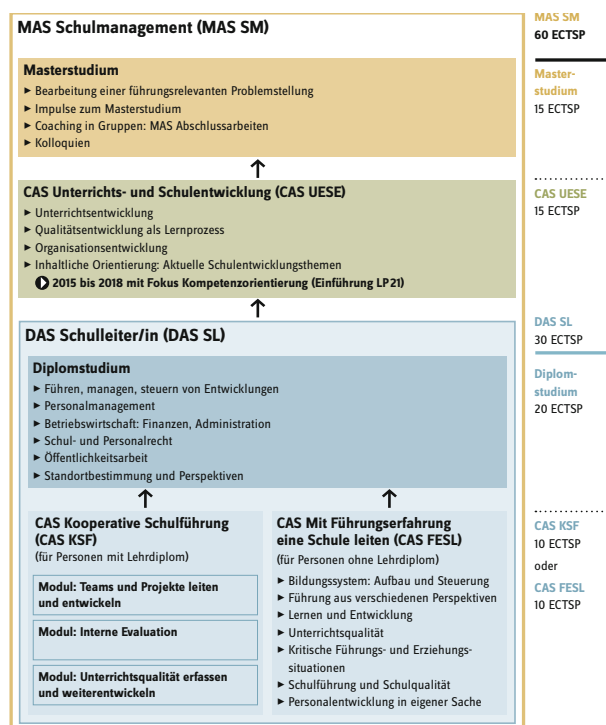 MAS Schulmanagement (MAS SM)
Masterstudium
► Bearbeitung einer führungsrelevanten Problemstellung
► Impulse zum Masterstudium
► Coaching in Gruppen: MAS Abschlussarbeiten
► Kolloquien
CAS Unterrichts- und Schulentwicklung (CAS UESE)
► Unterrichtsentwicklung
► Qualitätsentwicklung als Lernprozess
► Organisationsentwicklung
► Inhaltliche Orientierung: Aktuelle Schulentwicklungsthemen
2015 bis 2018 mit Fokus Kompetenzorientierung (Einführung LP21)
DAS Schulleiter/in (DAS SL)
Diplomstudium
► Führen, managen, steuern von Entwicklungen
► Personalmanagement
► Betriebswirtschaft: Finanzen, Administration
► Schul- und Personalrecht
► Öffentlichkeitsarbeit
► Standortbestimmung und Perspektiven
CAS Kooperative Schulführung
(CAS KSF)
(für Personen mit Lehrdiplom)
Modul: Teams und Projekte leiten
und entwickeln
Modul: Interne Evaluation
Modul: Unterrichtsqualität erfassen
und weiterentwickeln
CAS Mit Führungserfahrung
eine Schule leiten (CAS FESL)
(für Personen ohne Lehrdiplom)
► Bildungssystem: Aufbau und Steuerung
► Führung aus verschiedenen Perspektiven
► Lernen und Entwicklung
► Unterrichtsqualität
► Kritische Führungs- und Erziehungs-
situationen
► Schulführung und Schulqualität
► Personalentwicklung in eigener Sache
MAS SM
60 ECTSP
Master-
studium
15 ECTSP
CAS UESE
15 ECTSP
DAS SL
30 ECTSP
Diplom-
studium
20 ECTSP
CAS KSF
10 ECTSP
oder
CAS FESL
10 ECTSP